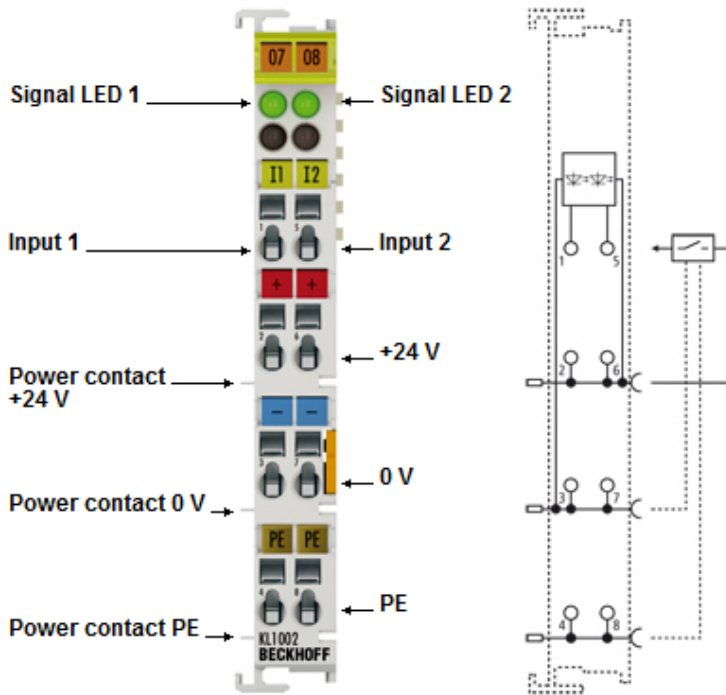 07 08
Signal LED 1
Signal LED 2
I1 I2
1 5
Input 1
Input 2
1 5
+ +
2 6
+24 V
2 6
Power contact
+24 V
- -
3 7
0 V
3 7
Power contact 0 V
PE PE
4 8
PE
4 8
Power contact PE
KL1002
BECKHOFF